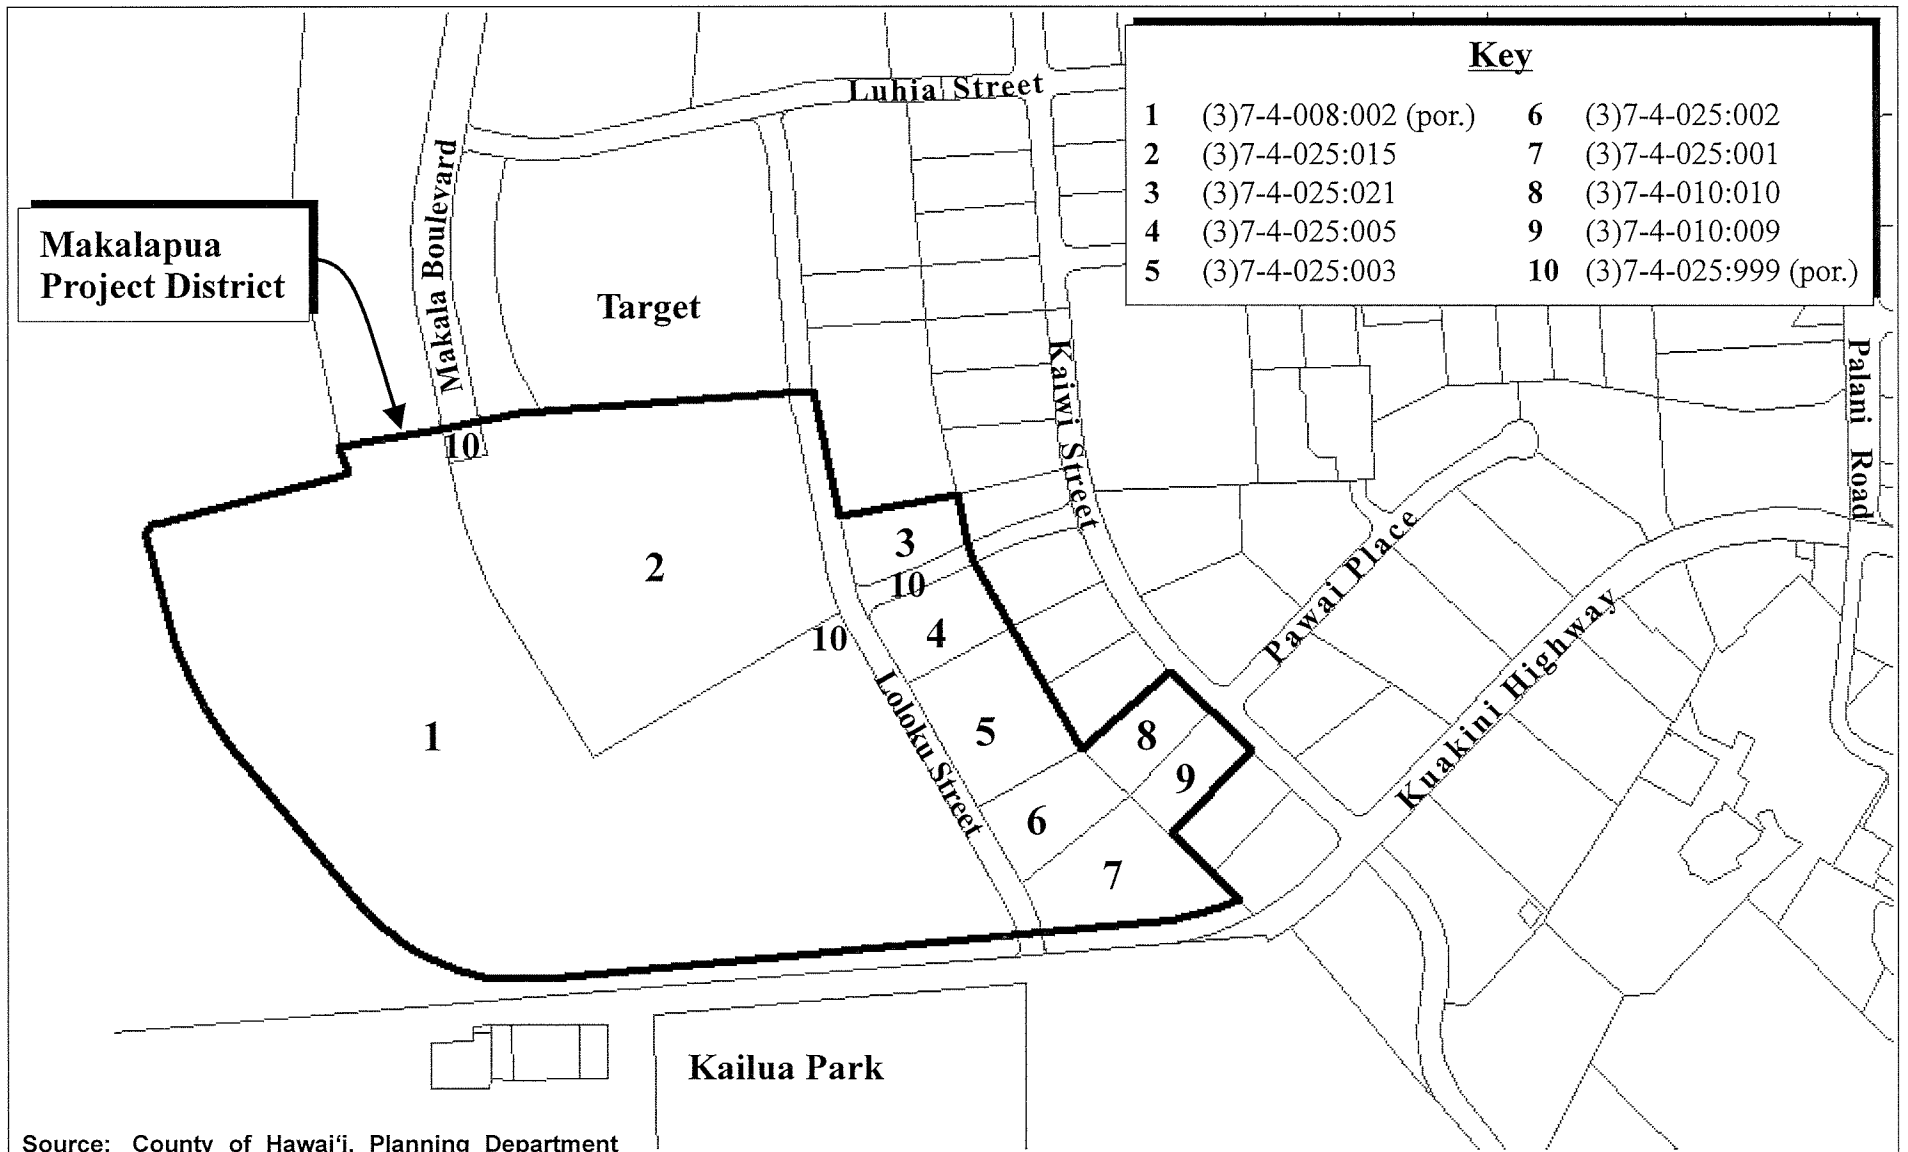 Key
1 (3)7-4-008:002 (por.) 6 (3)7-4-025:002
2 (3)7-4-025:015 7 (3)7-4-025:001
3 (3)7-4-025:021 8 (3)7-4-010:010
4 (3)7-4-025:005 9 (3)7-4-010:009
5 (3)7-4-025:003 10 (3)7-4-025:999 (por.)
Luhia Street
Makala Boulevard
Makalapua
Project District
Target
Kaiwi Street
Palani Road
10
2
3
10
4
10
Pawai Place
Kuakini Highway
1
Loloku Street
5
8
9
6
7
Kailua Park
Source: County of Hawai‘i, Planning Department